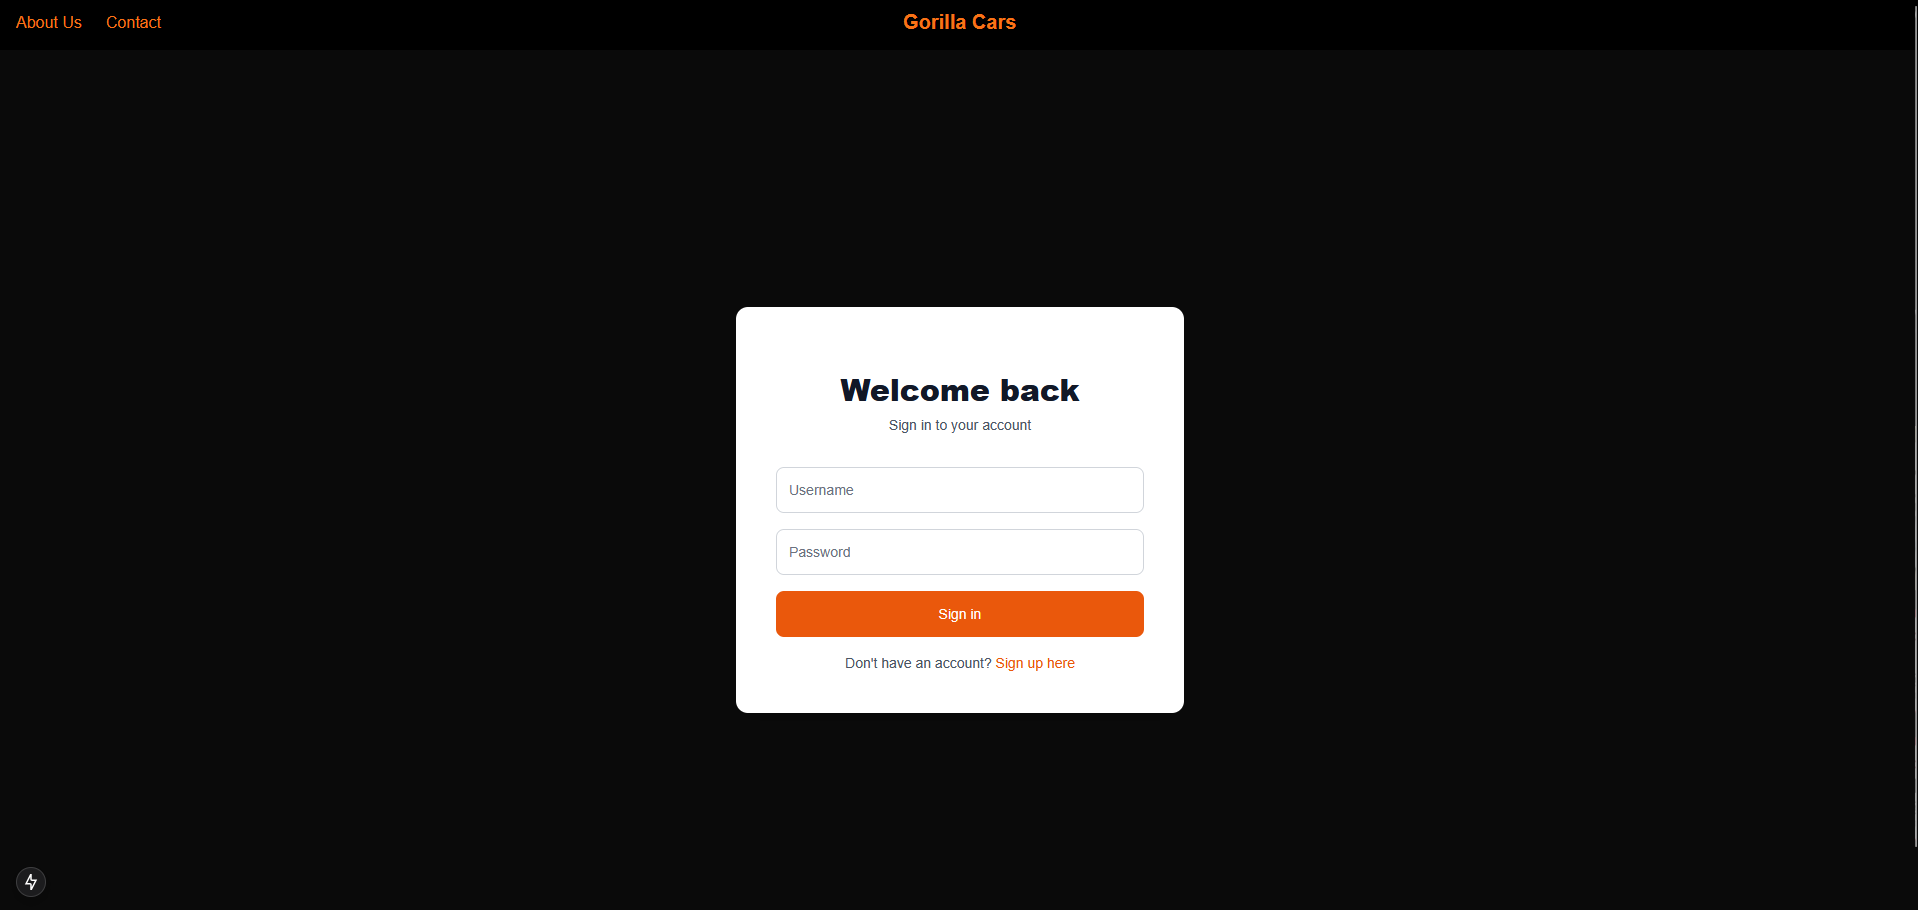 About Us
Contact
Gorilla Cars
Welcome back
Sign in to your account
Username
Password
Sign in
Don't have an account? Sign up here